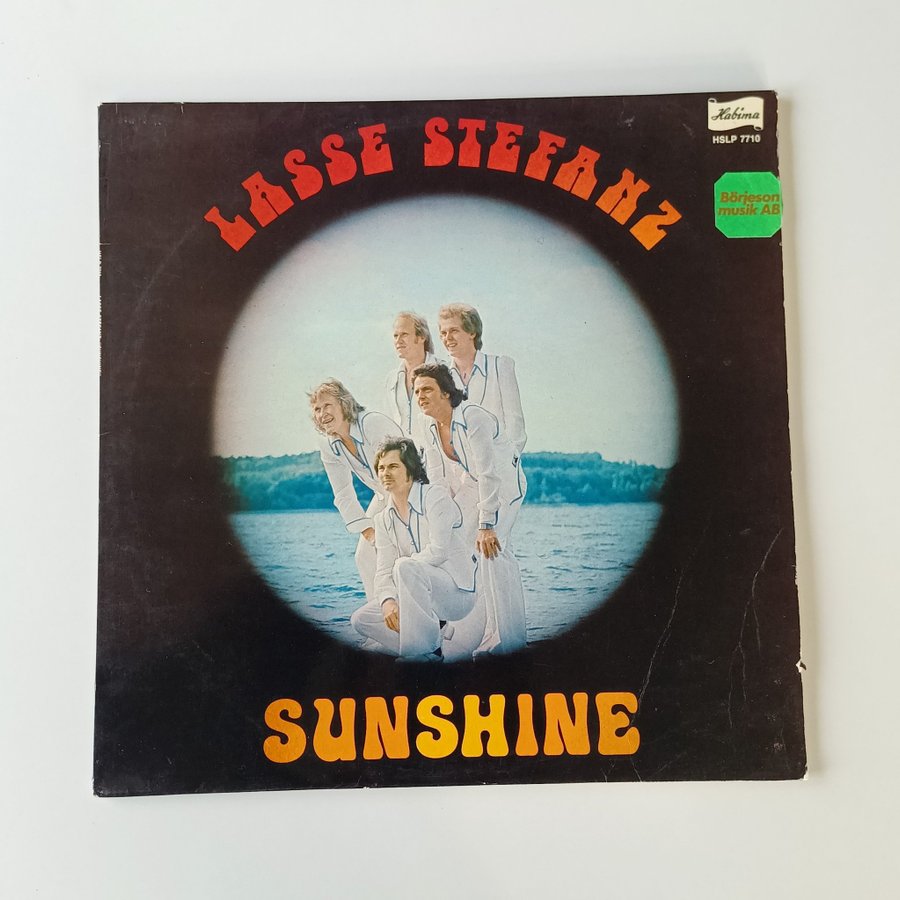 LASSE STEFANZ
Habima
HSLP 7710
Börjeson
musik AB
SUNSHINE